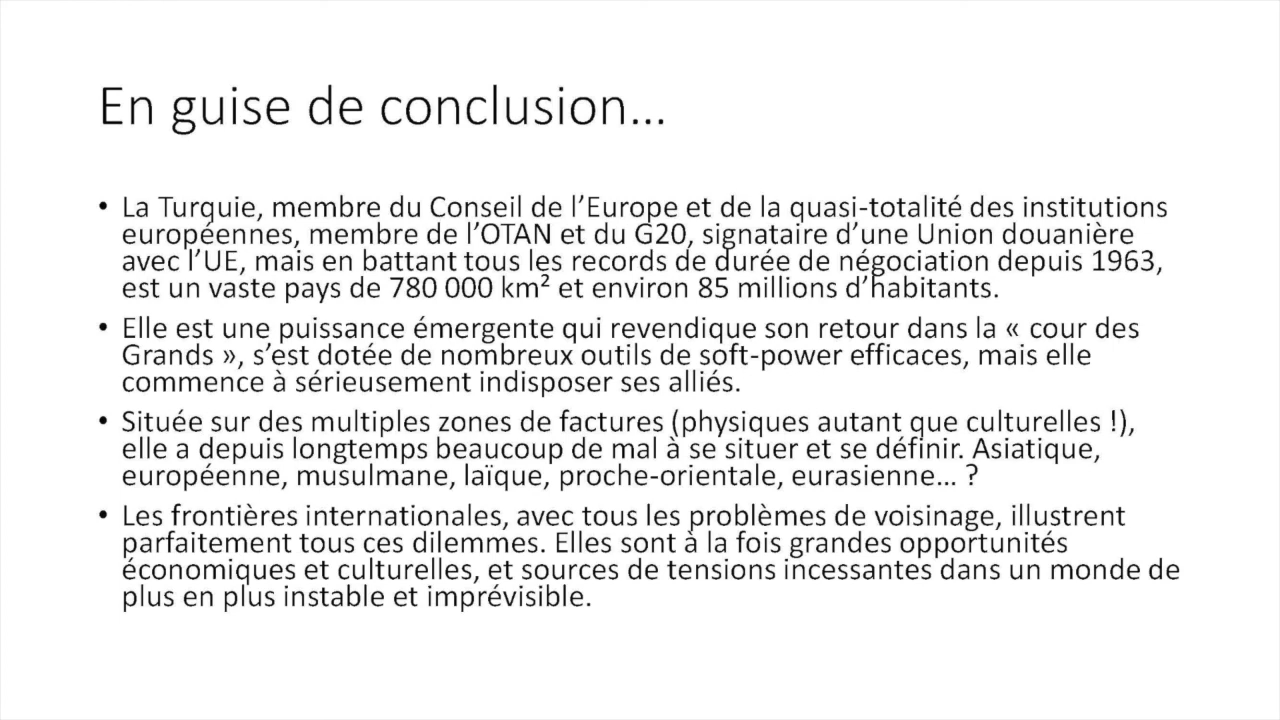 En guise de conclusion...
• La Turquie, membre du Conseil de l’Europe et de la quasi-totalité des institutions
européennes, membre de l’OTAN et du G20, signataire d’une Union douanière
avec l’UE, mais en battant tous les records de durée de négociation depuis 1963,
est un vaste pays de 780 000 km² et environ 85 millions d’habitants.
• Elle est une puissance émergente qui revendique son retour dans la « cour des
Grands », s’est dotée de nombreux outils de soft-power efficaces, mais elle
commence à sérieusement indisposer ses alliés.
• Située sur des multiples zones de factures (physiques autant que culturelles !),
elle a depuis longtemps beaucoup de mal à se situer et se définir. Asiatique,
européenne, musulmane, laïque, proche-orientale, eurasienne... ?
• Les frontières internationales, avec tous les problèmes de voisinage, illustrent
parfaitement tous ces dilemmes. Elles sont à la fois grandes opportunités
économiques et culturelles, et sources de tensions incessantes dans un monde de
plus en plus instable et imprévisible.